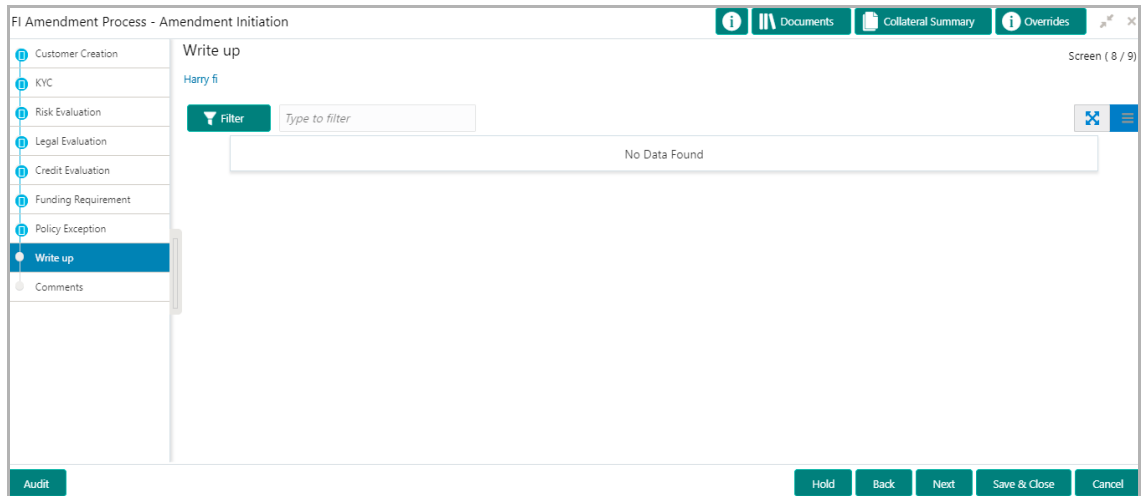 FI Amendment Process - Amendment Initiation
Documents
Collateral Summary
Overrides
Customer Creation
KYC
Risk Evaluation
Legal Evaluation
Credit Evaluation
Funding Requirement
Policy Exception
Write up
Comments
Write up
Screen ( 8 / 9)
Harry fi
Filter
Type to filter
No Data Found
Audit
Hold
Back
Next
Save & Close
Cancel